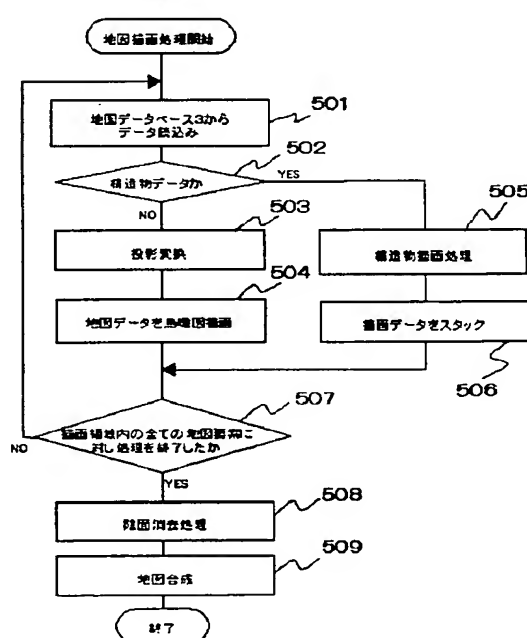 地図描画処理開始
501
地図データベース3から
データ読込み
502
構造物データか
YES
NO
503
投影変換
504
地図データを鳥瞰図描画
505
構造物描画処理
描画データをスタック
506
507
描画領域内の全ての地図要素に
対し処理を終了したか
NO
YES
508
陰面消去処理
509
地図合成
終了